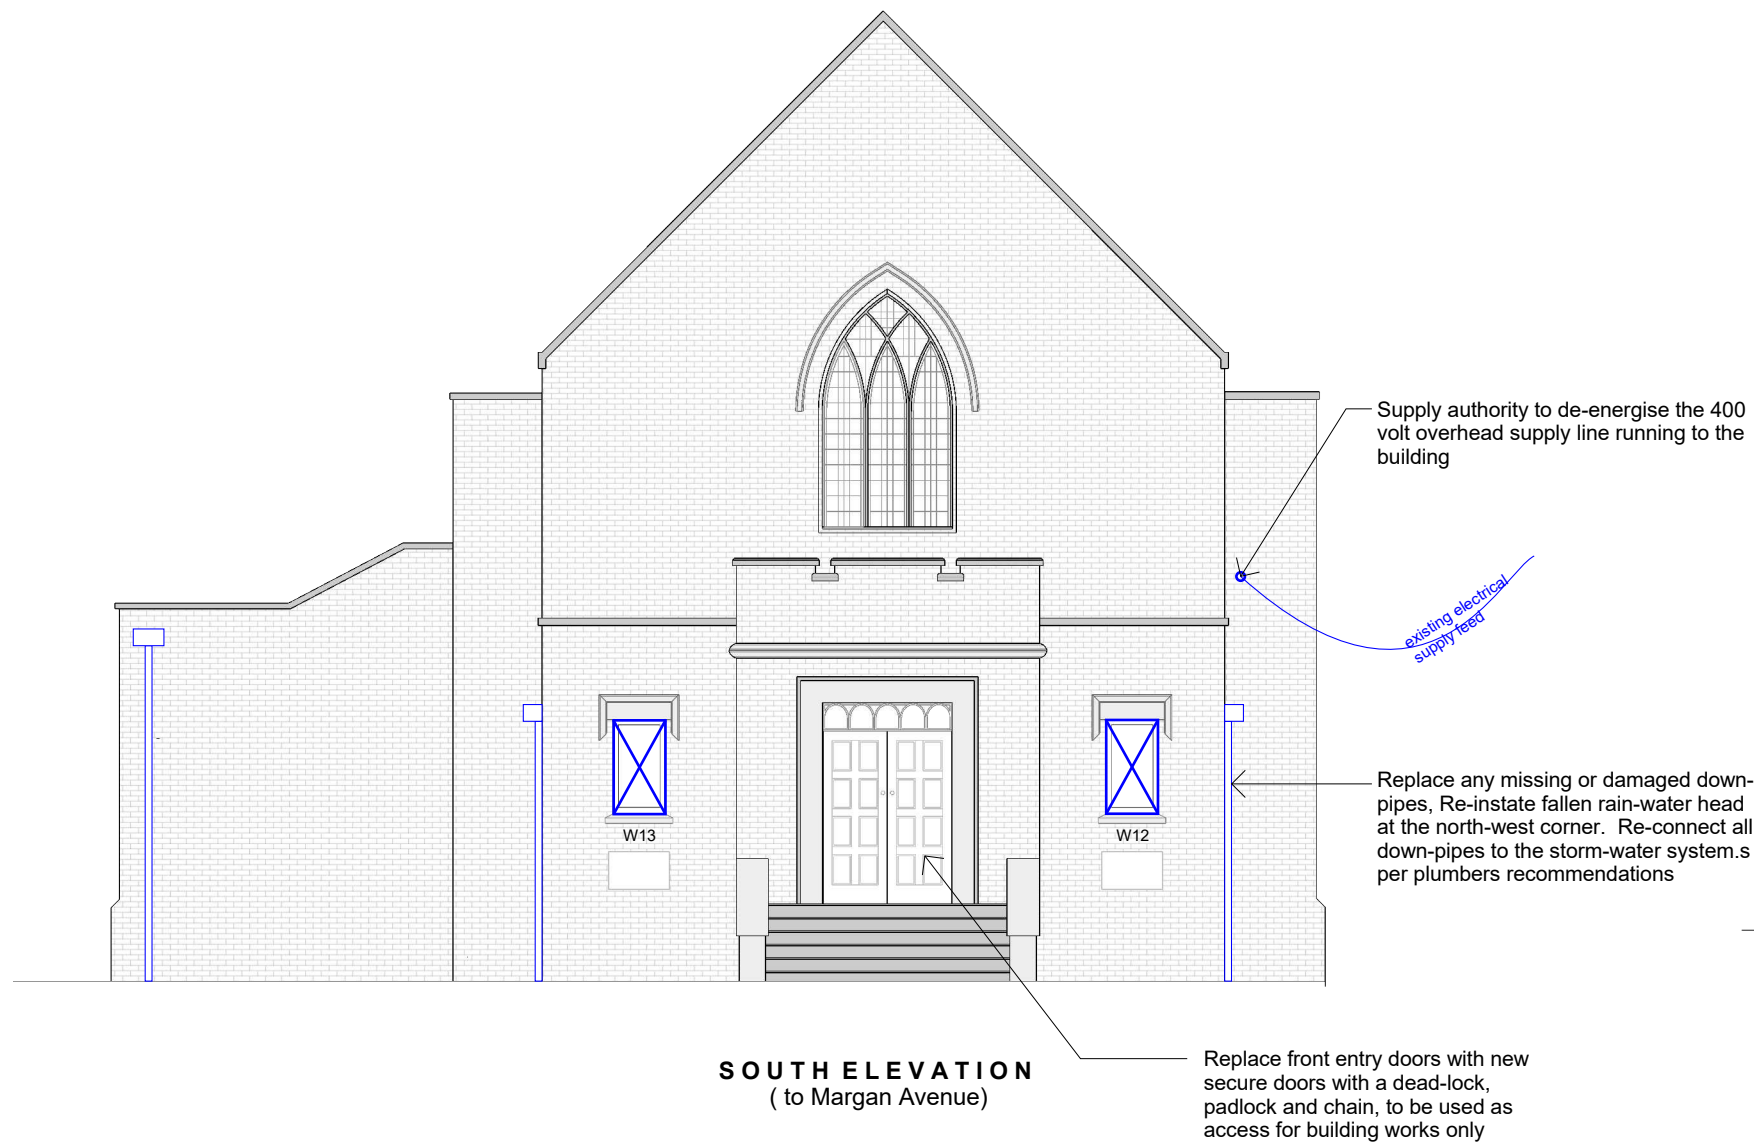 Supply authority to de-energise the 400
volt overhead supply line running to the
building
existing electrical
supply feed
W13
W12
Replace any missing or damaged down-
pipes, Re-instate fallen rain-water head
at the north-west corner.  Re-connect all
down-pipes to the storm-water system.s
per plumbers recommendations
SOUTH ELEVATION
( to Margan Avenue)
Replace front entry doors with new
secure doors with a dead-lock,
padlock and chain, to be used as
access for building works only